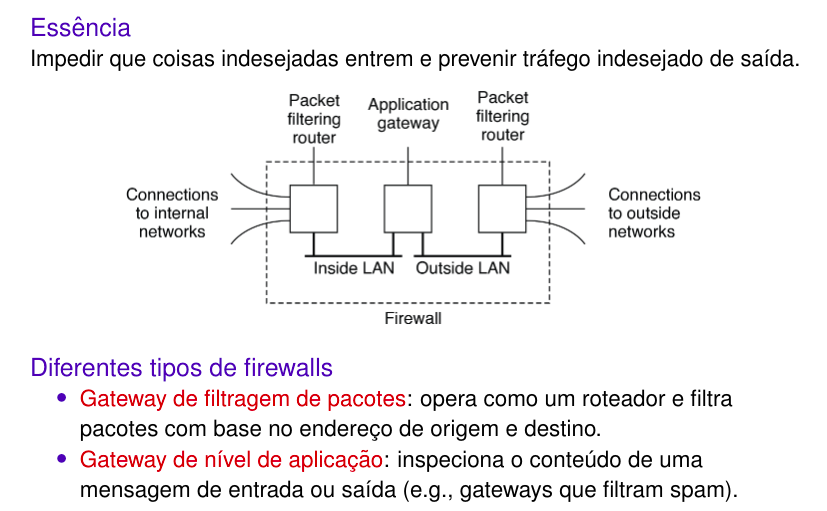 Essência
Impedir que coisas indesejadas entrem e prevenir tráfego indesejado de saída.
Packet
filtering
router
Application
gateway
Packet
filtering
router
Connections
to internal
networks
Connections
to outside
networks
Inside LAN
Outside LAN
Firewall
Diferentes tipos de firewalls
Gateway de filtragem de pacotes: opera como um roteador e filtra
pacotes com base no endereço de origem e destino.
Gateway de nível de aplicação: inspeciona o conteúdo de uma
mensagem de entrada ou saída (e.g., gateways que filtram spam).